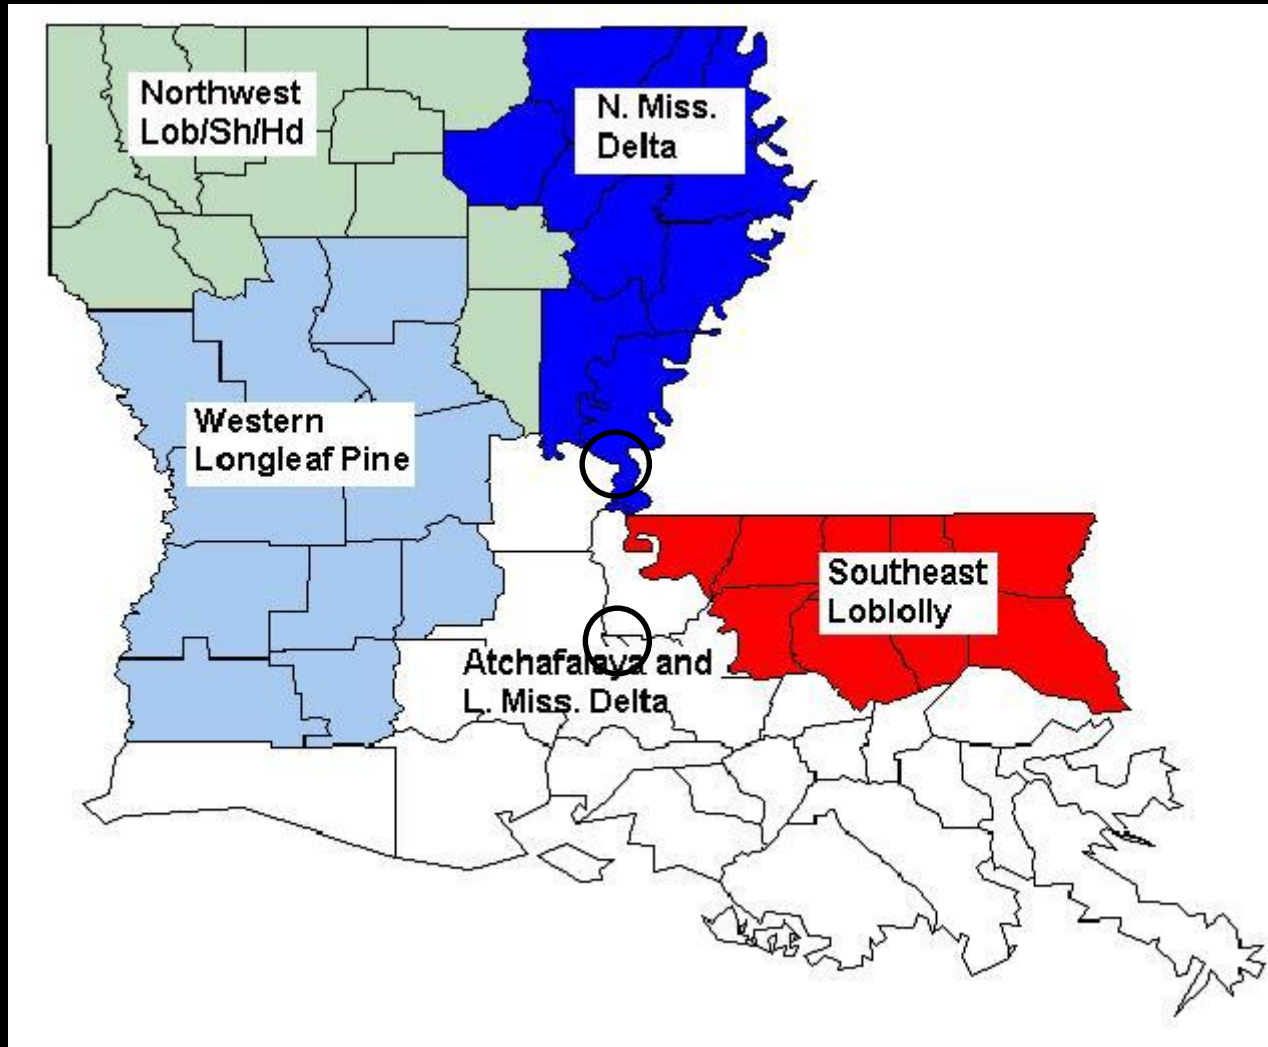 Northwest
Lob/Sh/Hd
N. Miss.
Delta
Western
Longleaf Pine
Southeast
Loblolly
Atchafalaya and
L. Miss. Delta